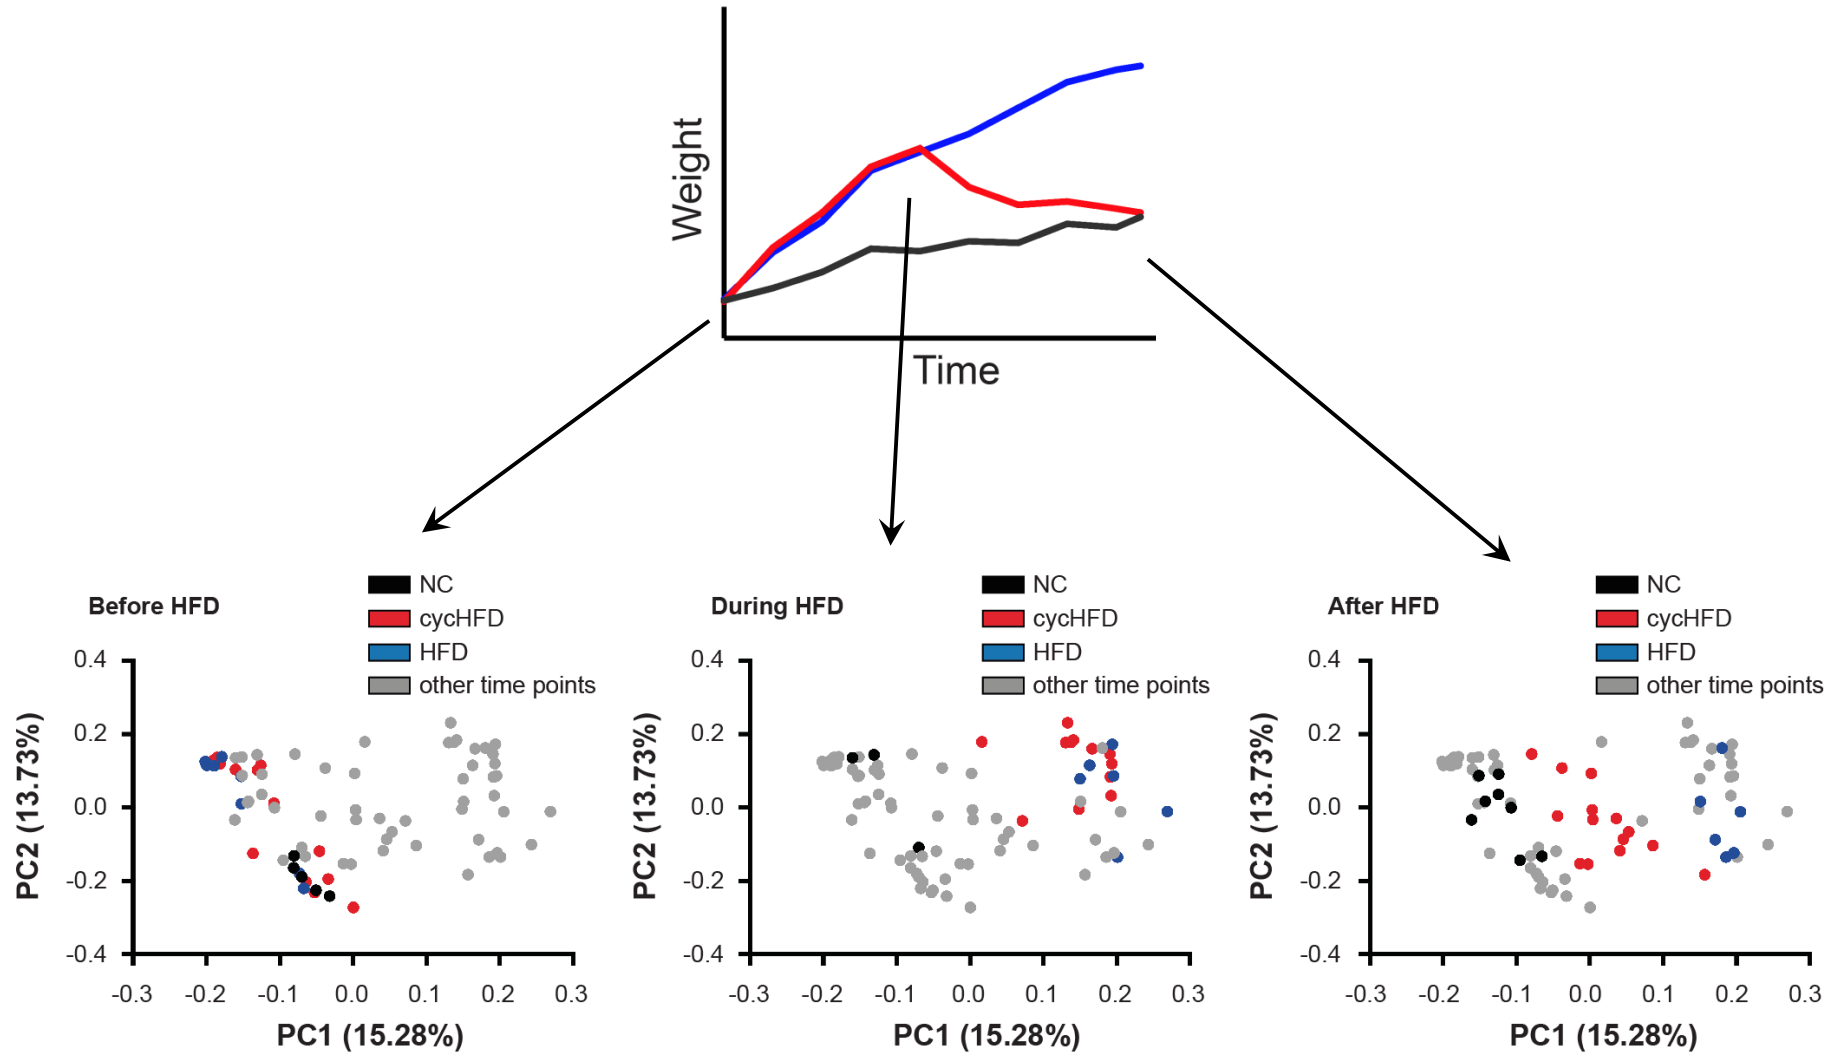 Weight
Time
Before HFD
NC
cycHFD
HFD
other time points
0.4
0.2
0.0
-0.2
-0.4
PC2 (13.73%)
-0.3 -0.2 -0.1 0.0 0.1 0.2 0.3
PC1 (15.28%)
During HFD
NC
cycHFD
HFD
other time points
0.4
0.2
0.0
-0.2
-0.4
PC2 (13.73%)
-0.3 -0.2 -0.1 0.0 0.1 0.2 0.3
PC1 (15.28%)
After HFD
NC
cycHFD
HFD
other time points
0.4
0.2
0.0
-0.2
-0.4
PC2 (13.73%)
-0.3 -0.2 -0.1 0.0 0.1 0.2 0.3
PC1 (15.28%)